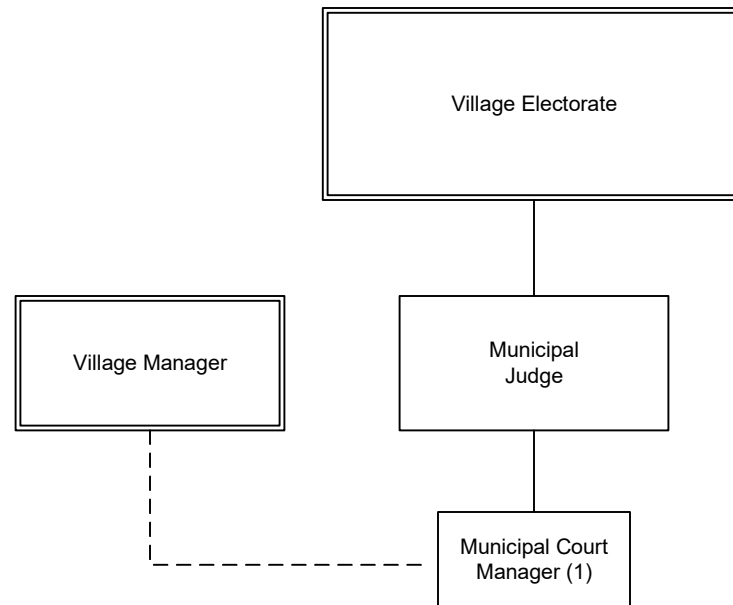 Village Electorate
Village Manager
Municipal
Judge
Municipal Court
Manager (1)